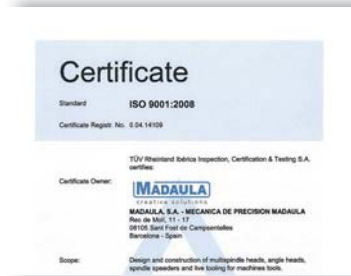 Certificate
Standard ISO 9001:2008
Certificate Registr. No. 0.04.14109
TÜV Rheinland Ibérica Inspection, Certification & Testing S.A.
certifies:
Certificate Owner:
MADAULA
creative solutions
MADAULA, S.A. - MECANICA DE PRECISION MADAULA
Rec de Molí, 11 - 17
08105 Sant Fost de Campsentelles
Barcelona - Spain
Scope: Design and construction of multispindle heads, angle heads,
spindle speeders and live tooling for machines tools.